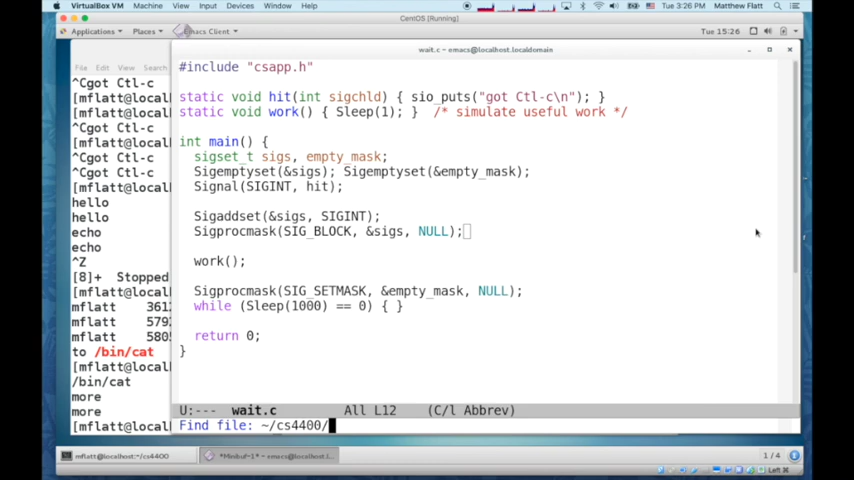 VirtualBox VM Machine View Input Devices Window Help Tue 3:26 PM Matthew Flatt
CentOS [Running]
Applications Places Emacs Client Tue 15:26
wait.c - emacs@localhost.localdomain
File Edit View Search
^Cgot Ctl-c
[mflatt@local
^Cgot Ctl-c
[mflatt@local
^Cgot Ctl-c
^Cgot Ctl-c
^Cgot Ctl-c
[mflatt@local
hello
hello
echo
echo
^Z
[8]+ Stopped
[mflatt@local
mflatt 3612
mflatt 5792
mflatt 5805
to /bin/cat
[mflatt@local
/bin/cat
more
more
[mflatt@local
#include "csapp.h"
static void hit(int sigchld) { sio_puts("got Ctl-c\n"); }
static void work() { Sleep(1); } /* simulate useful work */
int main() {
sigset_t sigs, empty_mask;
Sigemptyset(&sigs); Sigemptyset(&empty_mask);
Signal(SIGINT, hit);
Sigaddset(&sigs, SIGINT);
Sigprocmask(SIG_BLOCK, &sigs, NULL);
work();
Sigprocmask(SIG_SETMASK, &empty_mask, NULL);
while (Sleep(1000) == 0) { }
return 0;
}
U:--- wait.c All L12 (C/l Abbrev)
Find file: ~/cs4400/
mflatt@localhost:~/cs4400 *Minibuf-1* - emacs@localhost.l... 1 / 4
Left ⌘